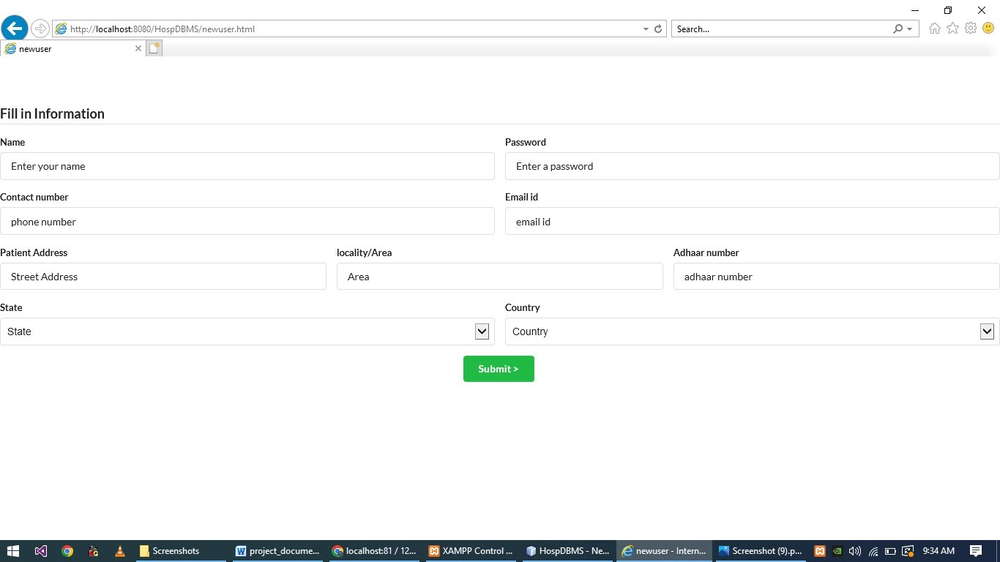 http://localhost:8080/HospDBMS/newuser.html
Search...
newuser
Fill in Information
Name
Password
Enter your name
Enter a password
Contact number
Email id
phone number
email id
Patient Address
locality/Area
Adhaar number
Street Address
Area
adhaar number
State
Country
State
Country
Submit >
Screenshots
project_docume...
localhost:81 / 12...
XAMPP Control ...
HospDBMS - Ne...
newuser - Intern...
Screenshot (9).p...
9:34 AM